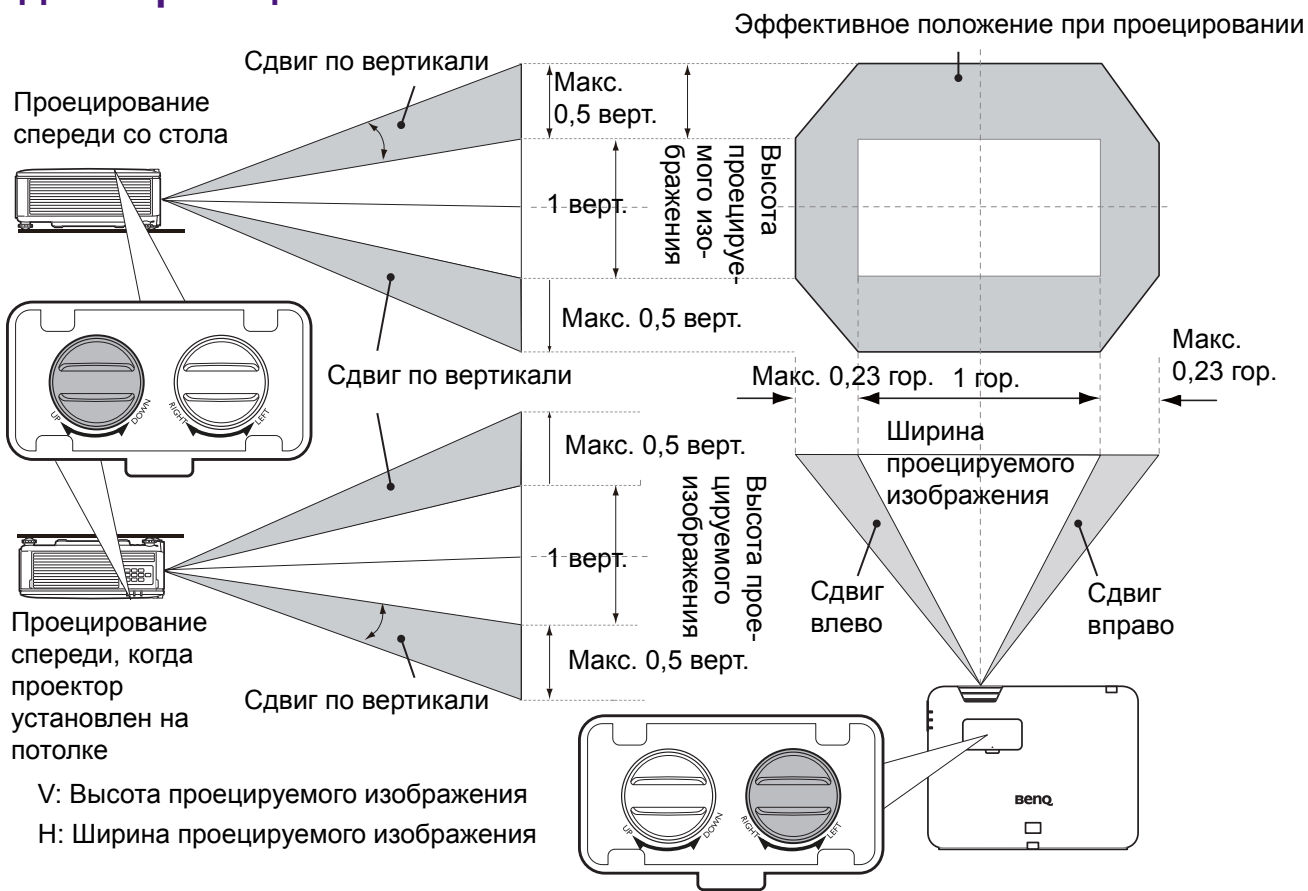 Эффективное положение при проецировании
Сдвиг по вертикали
Макс.
0,5 верт.
Проецирование
спереди со стола
Высота
проецируе-
мого изо-
бражения
1 верт.
Макс. 0,5 верт.
Макс.
0,23 гор.
Сдвиг по вертикали
Макс. 0,23 гор.
1 гор.
UP
DOWN
RIGHT
LEFT
Ширина
проецируемого
изображения
Макс. 0,5 верт.
Высота прое-
цируемого
изображения
1 верт.
Сдвиг
влево
Сдвиг
вправо
Проецирование
спереди, когда
проектор
установлен на
потолке
Макс. 0,5 верт.
Сдвиг по вертикали
V: Высота проецируемого изображения
H: Ширина проецируемого изображения
UP
DOWN
RIGHT
LEFT
BenQ